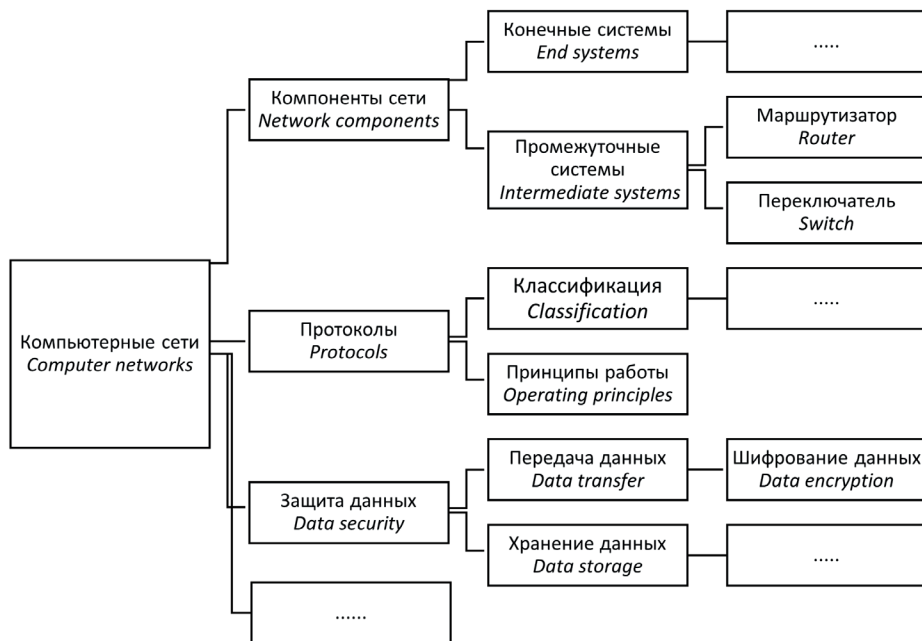 Компьютерные сети
Computer networks
Компоненты сети
Network components
Конечные системы
End systems
.....
Промежуточные
системы
Intermediate systems
Маршрутизатор
Router
Переключатель
Switch
Протоколы
Protocols
Классификация
Classification
.....
Принципы работы
Operating principles
Защита данных
Data security
Передача данных
Data transfer
Шифрование данных
Data encryption
Хранение данных
Data storage
.....
......